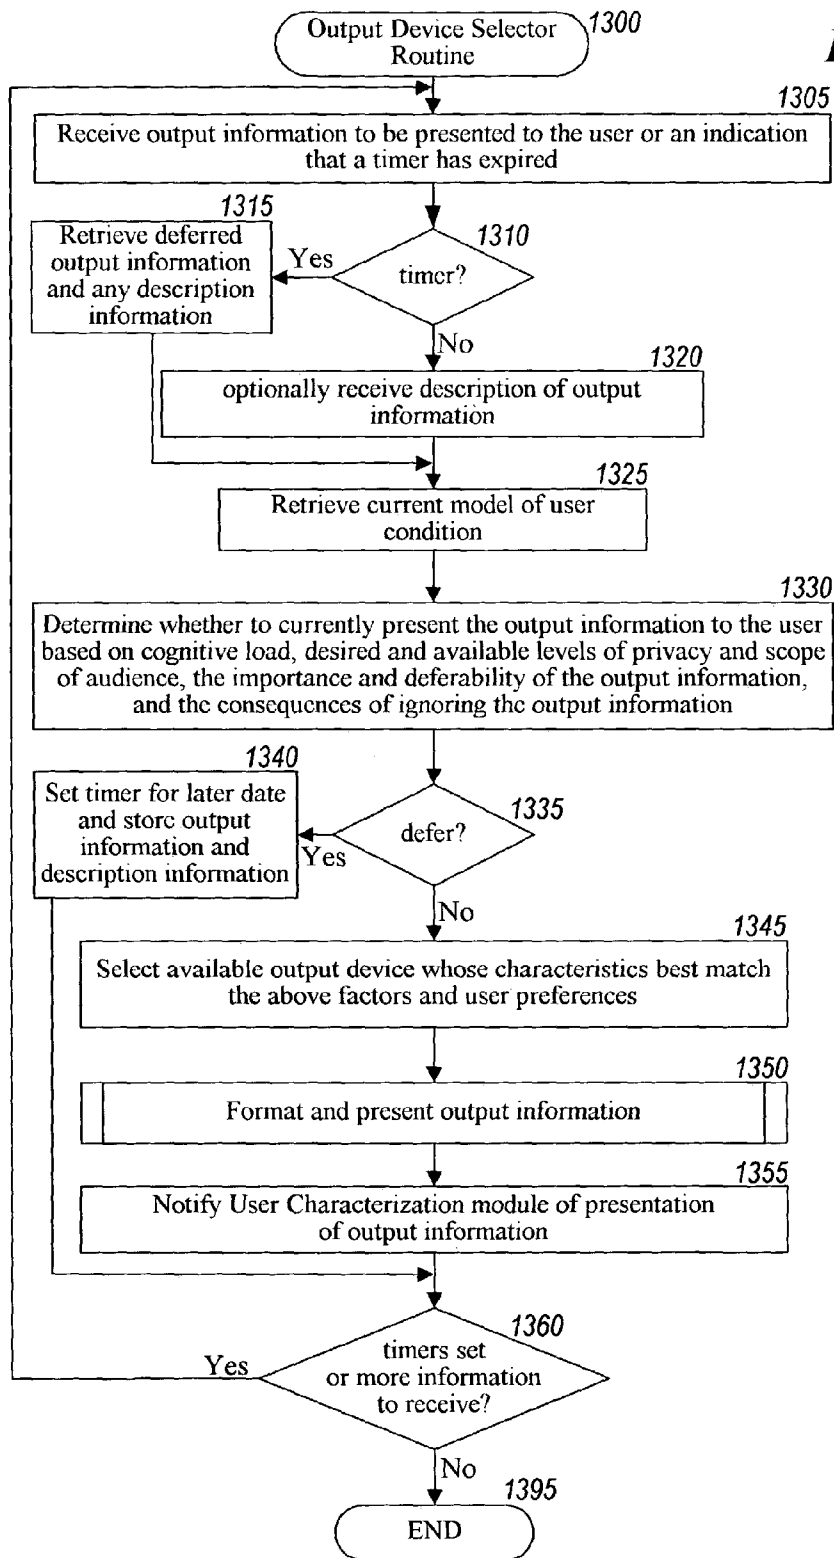 Output Device Selector
Routine
1300
1305
Receive output information to be presented to the user or an indication
that a timer has expired
1315
Retrieve deferred
output information
and any description
information
Yes
1310
timer?
No
1320
optionally receive description of output
information
1325
Retrieve current model of user
condition
1330
Determine whether to currently present the output information to the user
based on cognitive load, desired and available levels of privacy and scope
of audience, the importance and deferability of the output information,
and the consequences of ignoring the output information
1340
Set timer for later date
and store output
information and
description information
Yes
1335
defer?
No
1345
Select available output device whose characteristics best match
the above factors and user preferences
1350
Format and present output information
1355
Notify User Characterization module of presentation
of output information
1360
Yes
timers set
or more information
to receive?
No
1395
END